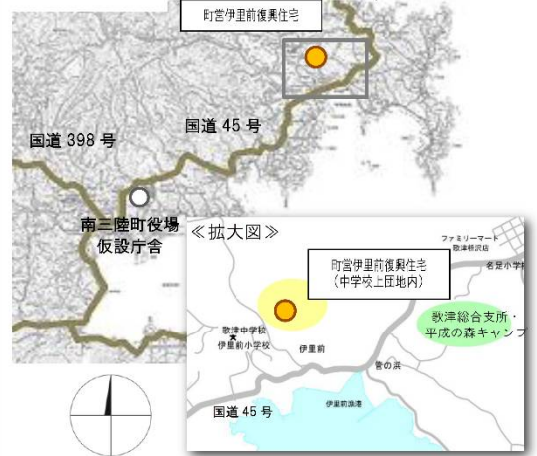 町営伊里前復興住宅
国道 45 号
国道 398 号
南三陸町役場
仮設庁舎
≪拡大図≫
ファミリーマート
歌津枡沢店
名足小学校
町営伊里前復興住宅
(中学校上団地内)
歌津総合支所・
平成の森キャンプ
歌津中学校
伊里前小学校
伊里前
管の浜
伊里前漁港
国道 45 号